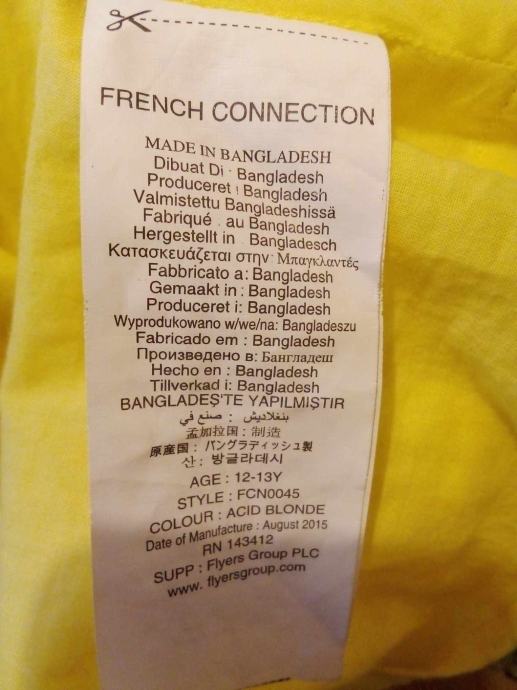 FRENCH CONNECTION
MADE IN BANGLADESH
Dibuat Di : Bangladesh
Produceret i Bangladesh
Valmistettu Bangladeshissä
Fabriqué au Bangladesh
Hergestellt in Bangladesch
Κατασκευάζεται στην Μπαγκλαντές
Fabbricato a: Bangladesh
Gemaakt in : Bangladesh
Produceret i: Bangladesh
Wyprodukowano w/we/na: Bangladeszu
Fabricado em : Bangladesh
Произведено в: Бангладеш
Hecho en : Bangladesh
Tillverkad i: Bangladesh
BANGLADEŞ'TE YAPILMIŞTIR
صنع في : بنغلاديش
孟加拉国 : 制造
原産国 : バングラディッシュ製
산 : 방글라데시
AGE : 12-13Y
STYLE : FCN0045
COLOUR : ACID BLONDE
Date of Manufacture : August 2015
RN 143412
SUPP : Flyers Group PLC
www. flyersgroup.com